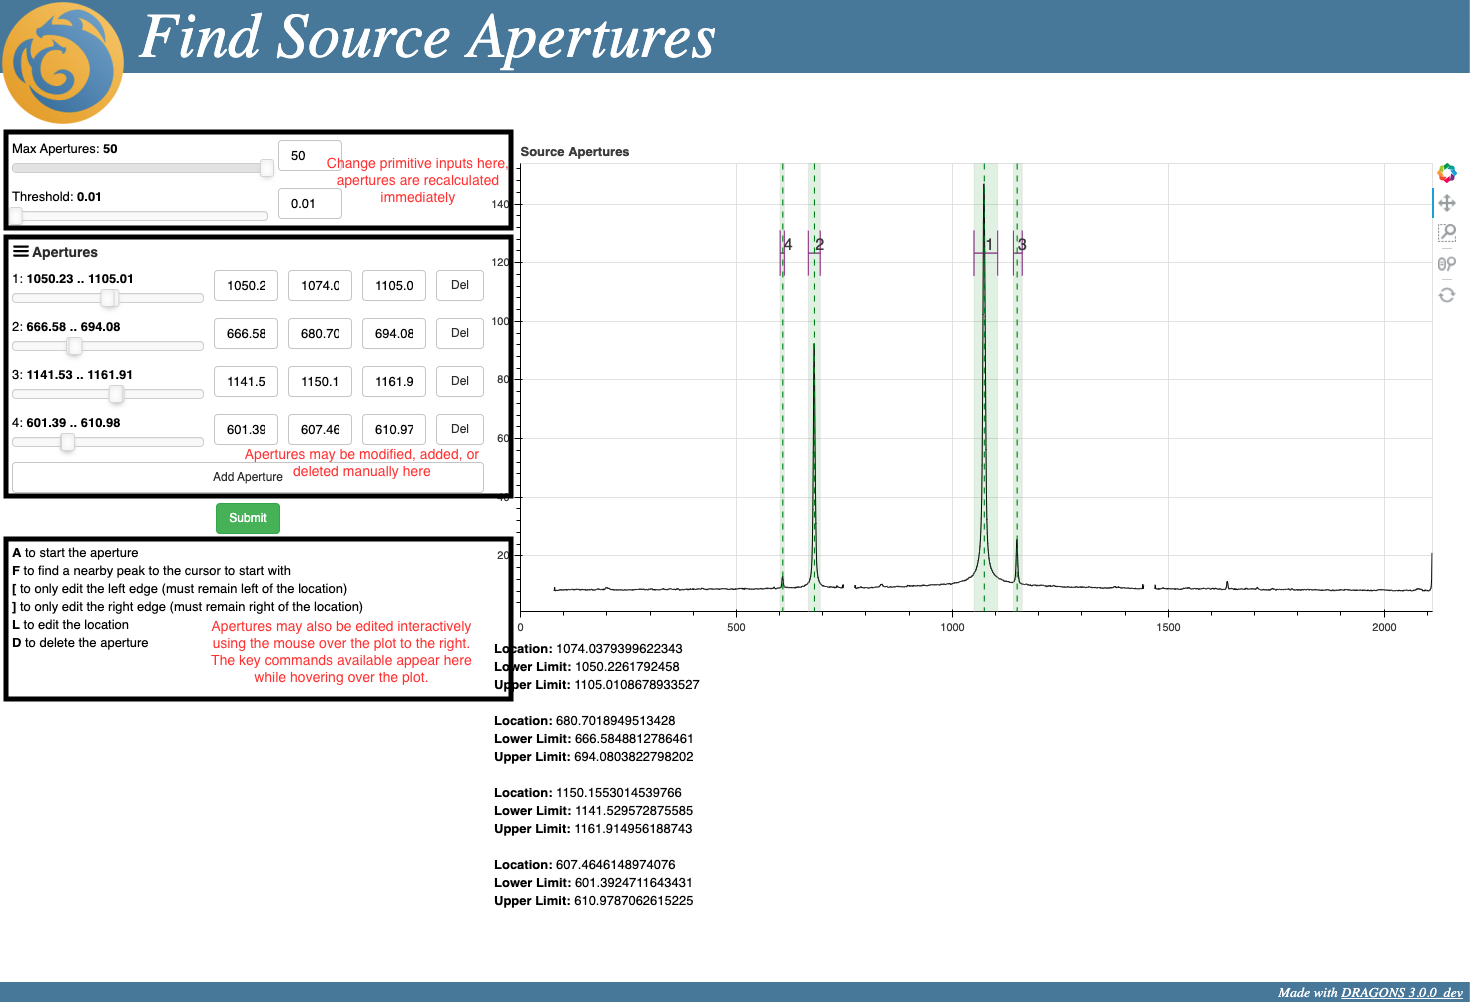 Find Source Apertures
Max Apertures: 50
50
Change primitive inputs here,
apertures are recalculated
immediately
Threshold: 0.01
0.01
Apertures
1: 1050.23 .. 1105.01
1050.2 1074.0 1105.0 Del
2: 666.58 .. 694.08
666.58 680.70 694.08 Del
3: 1141.53 .. 1161.91
1141.5 1150.1 1161.9 Del
4: 601.39 .. 610.98
601.39 607.46 610.97 Del
Apertures may be modified, added, or
deleted manually here
Add Aperture
Submit
A to start the aperture
F to find a nearby peak to the cursor to start with
[ to only edit the left edge (must remain left of the location)
] to only edit the right edge (must remain right of the location)
L to edit the location
D to delete the aperture
Apertures may also be edited interactively
using the mouse over the plot to the right.
The key commands available appear here
while hovering over the plot.
Source Apertures
140
120
100
80
60
40
20
4 2 1 3
0 500 1000 1500 2000
Location: 1074.0379399622343
Lower Limit: 1050.2261792458
Upper Limit: 1105.0108678933527
Location: 680.7018949513428
Lower Limit: 666.5848812786461
Upper Limit: 694.0803822798202
Location: 1150.1553014539766
Lower Limit: 1141.529572875585
Upper Limit: 1161.914956188743
Location: 607.4646148974076
Lower Limit: 601.3924711643431
Upper Limit: 610.9787062615225
Made with DRAGONS 3.0.0_dev